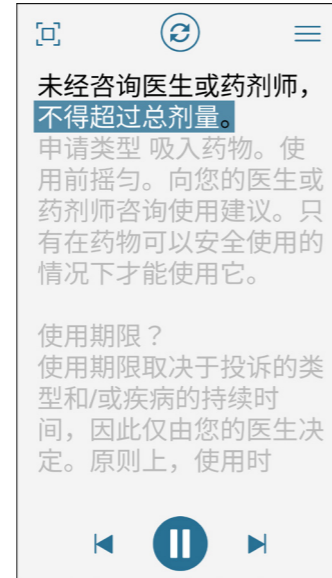 未经咨询医生或药剂师，
不得超过总剂量。
申请类型 吸入药物。使
用前摇匀。向您的医生或
药剂师咨询使用建议。只
有在药物可以安全使用的
情况下才能使用它。
使用期限？
使用期限取决于投诉的类
型和/或疾病的持续时
间，因此仅由您的医生决
定。原则上，使用时